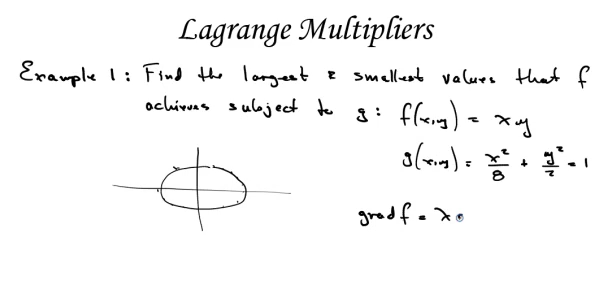 Lagrange Multipliers
Example 1: Find the largest & smallest values that f
achieves subject to g: f(x,y) = xy
g(x,y) = x²/8 + y²/2 = 1
grad f = λ